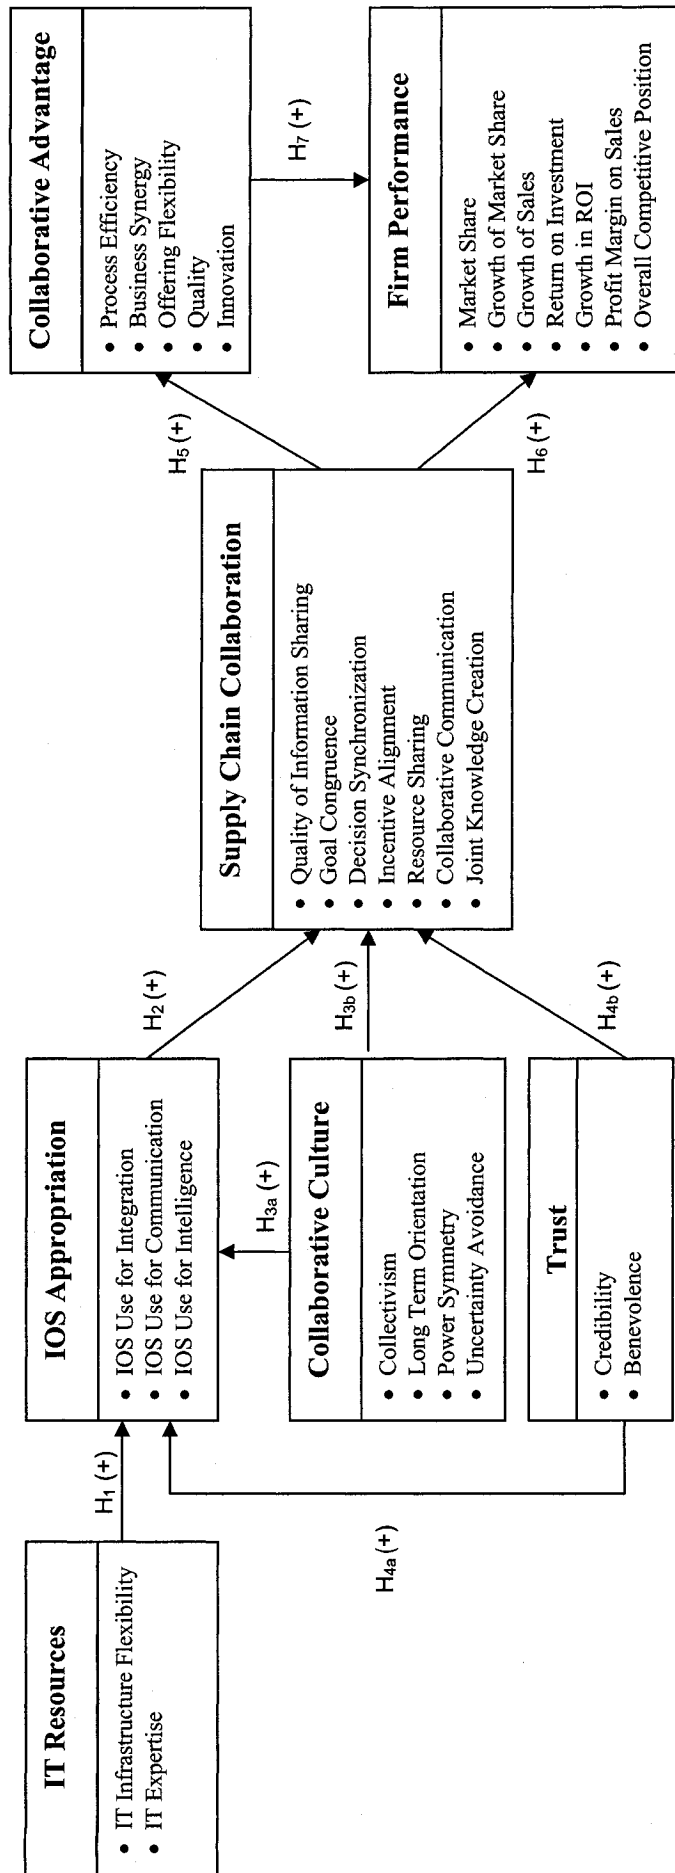 IT Resources
• IT Infrastructure Flexibility
• IT Expertise
H1 (+)
IOS Appropriation
• IOS Use for Integration
• IOS Use for Communication
• IOS Use for Intelligence
H3a (+)
Collaborative Culture
• Collectivism
• Long Term Orientation
• Power Symmetry
• Uncertainty Avoidance
Trust
• Credibility
• Benevolence
H4a (+)
H2 (+)
H3b (+)
H4b (+)
Supply Chain Collaboration
• Quality of Information Sharing
• Goal Congruence
• Decision Synchronization
• Incentive Alignment
• Resource Sharing
• Collaborative Communication
• Joint Knowledge Creation
H5 (+)
H6 (+)
Collaborative Advantage
• Process Efficiency
• Business Synergy
• Offering Flexibility
• Quality
• Innovation
H7 (+)
Firm Performance
• Market Share
• Growth of Market Share
• Growth of Sales
• Return on Investment
• Growth in ROI
• Profit Margin on Sales
• Overall Competitive Position